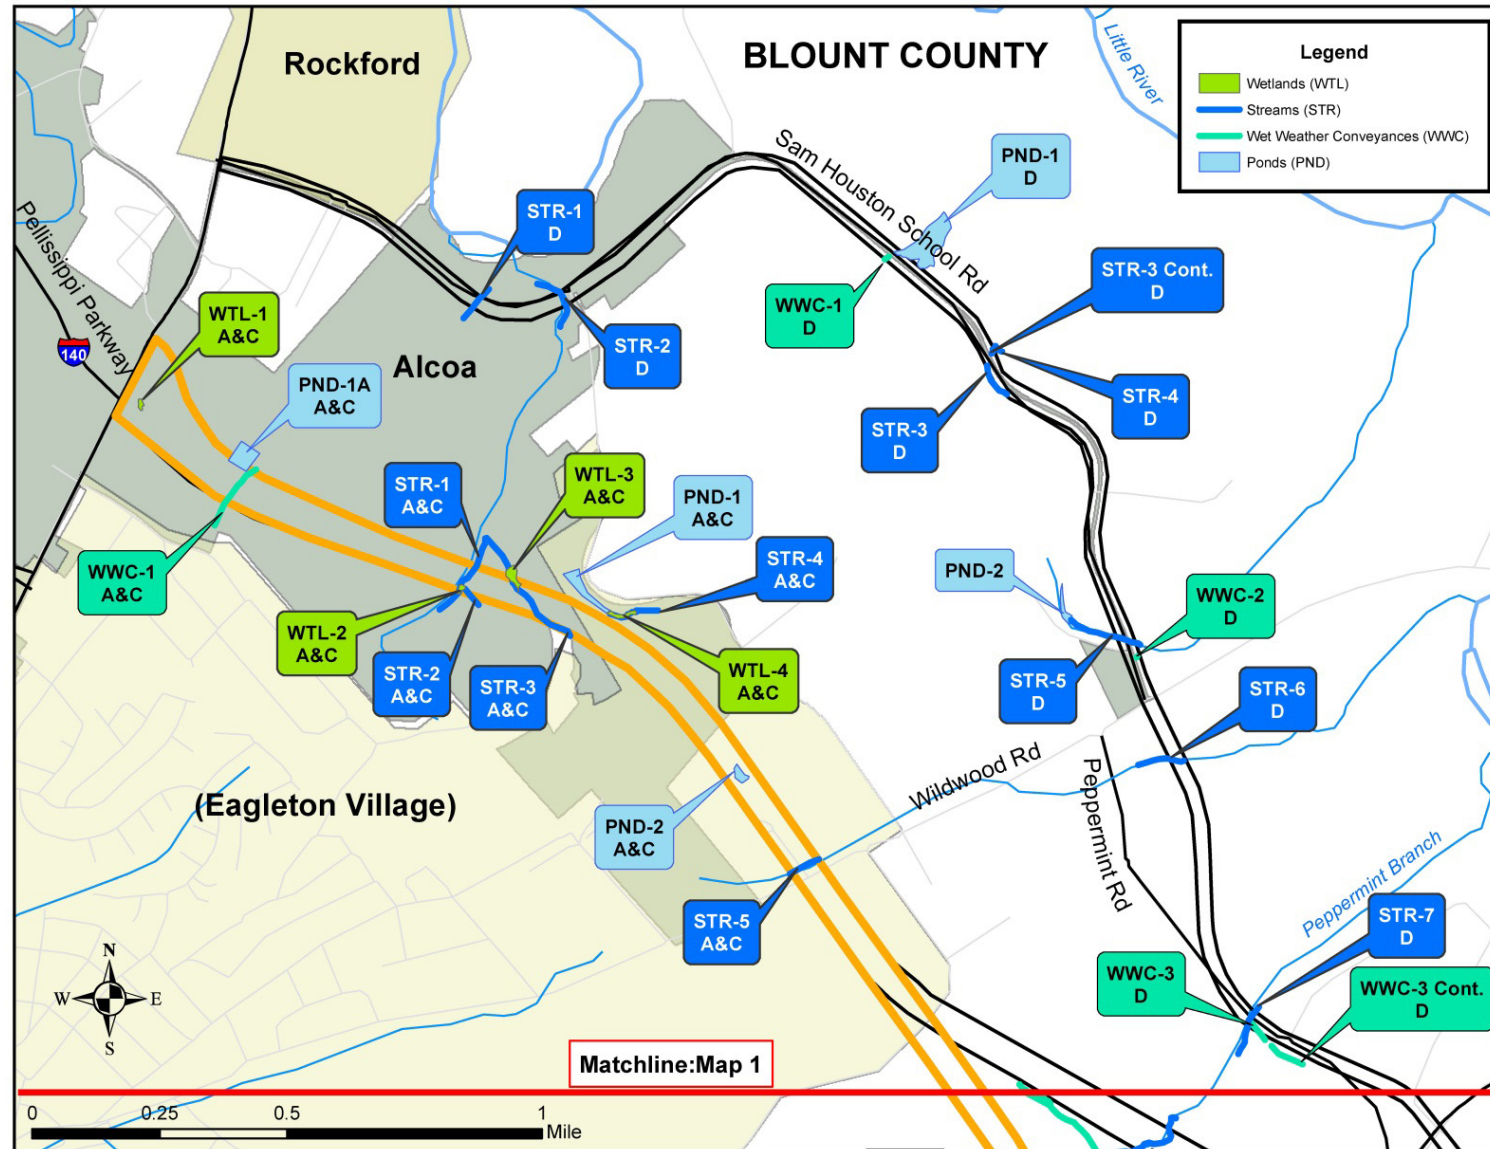 BLOUNT COUNTY
Rockford
Little River
Legend
Wetlands (WTL)
Streams (STR)
Wet Weather Conveyances (WWC)
Ponds (PND)
Sam Houston School Rd
PND-1
D
STR-1
D
Pellissippi Parkway
STR-3 Cont.
D
WWC-1
D
WTL-1
A&C
140
STR-2
D
Alcoa
PND-1A
A&C
STR-4
D
STR-3
D
STR-1
A&C
WTL-3
A&C
PND-1
A&C
STR-4
A&C
WWC-1
A&C
PND-2
WWC-2
D
WTL-2
A&C
STR-2
A&C
STR-3
A&C
WTL-4
A&C
STR-5
D
STR-6
D
Wildwood Rd
Peppermint Rd
(Eagleton Village)
PND-2
A&C
Peppermint Branch
STR-5
A&C
STR-7
D
WWC-3
D
WWC-3 Cont.
D
N
W
E
S
Matchline:Map 1
0
0.25
0.5
1
Mile